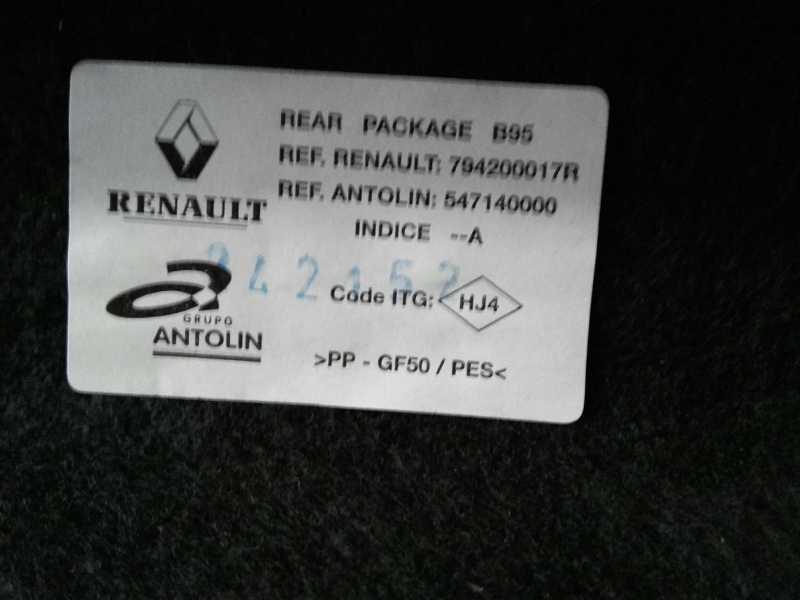 REAR PACKAGE B95
REF. RENAULT: 794200017R
REF. ANTOLIN: 547140000
INDICE --A
RENAULT
Code ITG: HJ4
GRUPO
ANTOLIN
>PP - GF50 / PES<